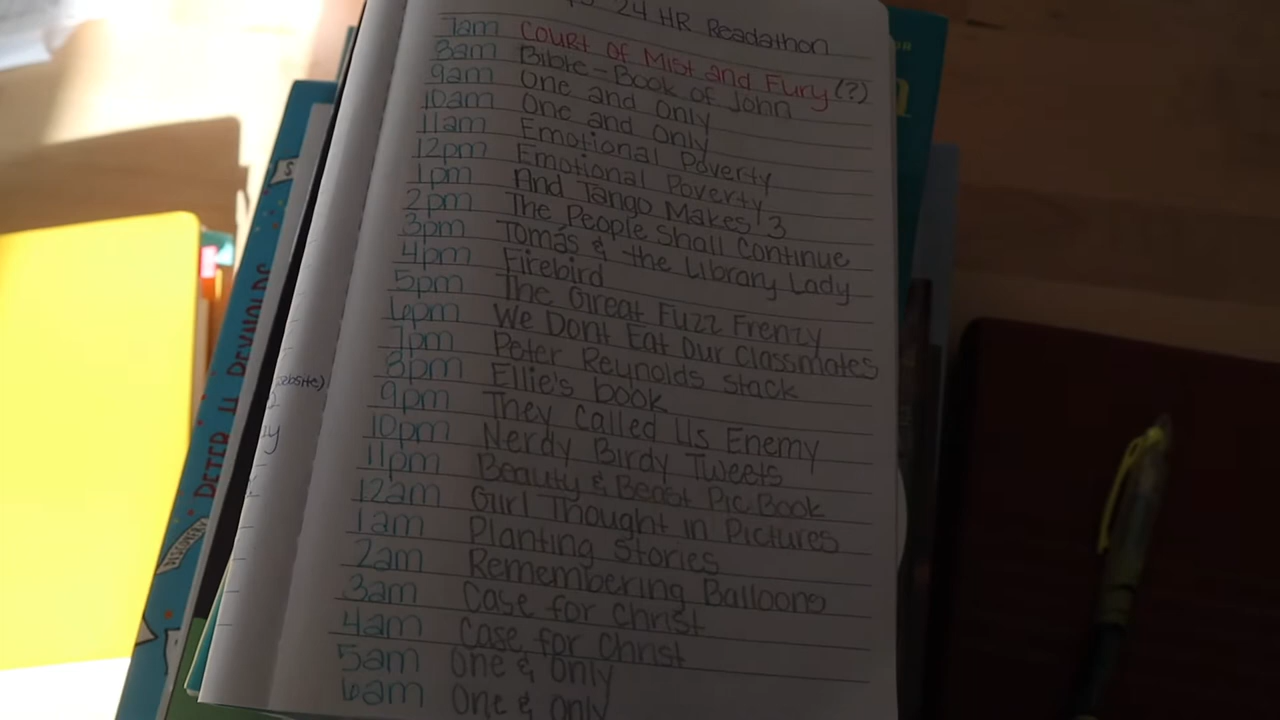 24 HR Readathon
7am Court of Mist and Fury (?)
8am Bible - Book of John
9am One and Only
10am One and Only
11am Emotional Poverty
12pm Emotional Poverty
1pm And Tango Makes 3
2pm The People Shall Continue
3pm Tomás & the Library Lady
4pm Firebird
5pm The Great Fuzz Frenzy
6pm We Dont Eat Our Classmates
7pm Peter Reynolds stack
8pm Ellie's book
9pm They Called Us Enemy
10pm Nerdy Birdy Tweets
11pm Beauty & Beast Pic. Book
12am Gurl Thought in Pictures
1am Planting Stories
2am Remembering Balloons
3am Case for Christ
4am Case for Christ
5am One & Only
6am One & Only
PETER H. REYNOLDS
DISCOVERY